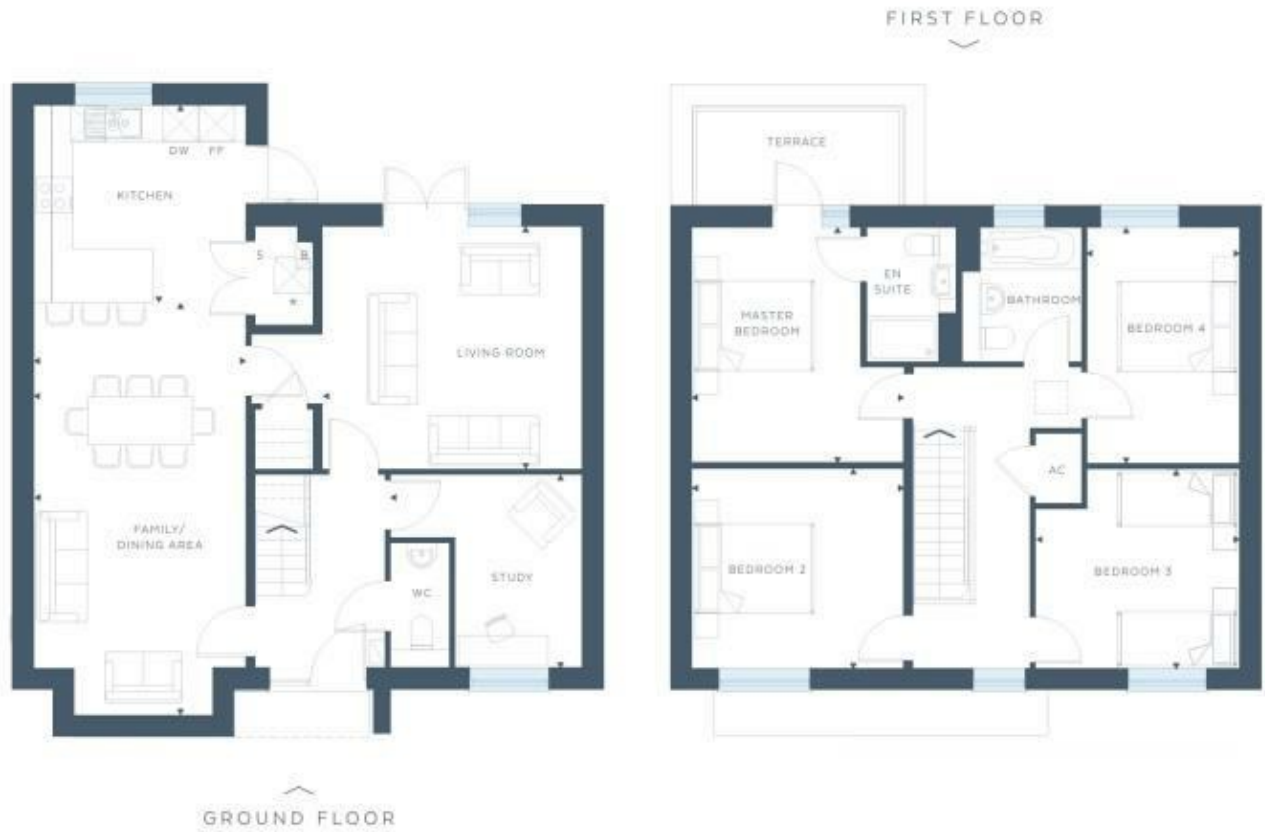 FIRST FLOOR
DW FF
KITCHEN
S B
LIVING ROOM
FAMILY/
DINING AREA
WC
STUDY
TERRACE
EN
SUITE
MASTER
BEDROOM
BATHROOM
BEDROOM 4
AC
BEDROOM 2
BEDROOM 3
GROUND FLOOR